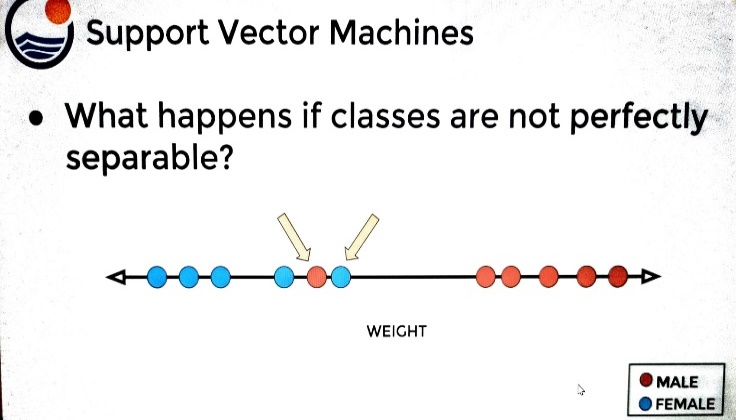 Support Vector Machines
● What happens if classes are not perfectly
separable?
WEIGHT
MALE
FEMALE